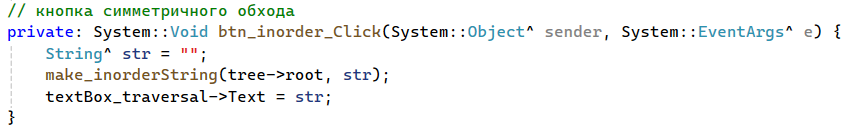 // кнопка симметричного обхода
private: System::Void btn_inorder_Click(System::Object^ sender, System::EventArgs^ e) {
    String^ str = "";
    make_inorderString(tree->root, str);
    textBox_traversal->Text = str;
}